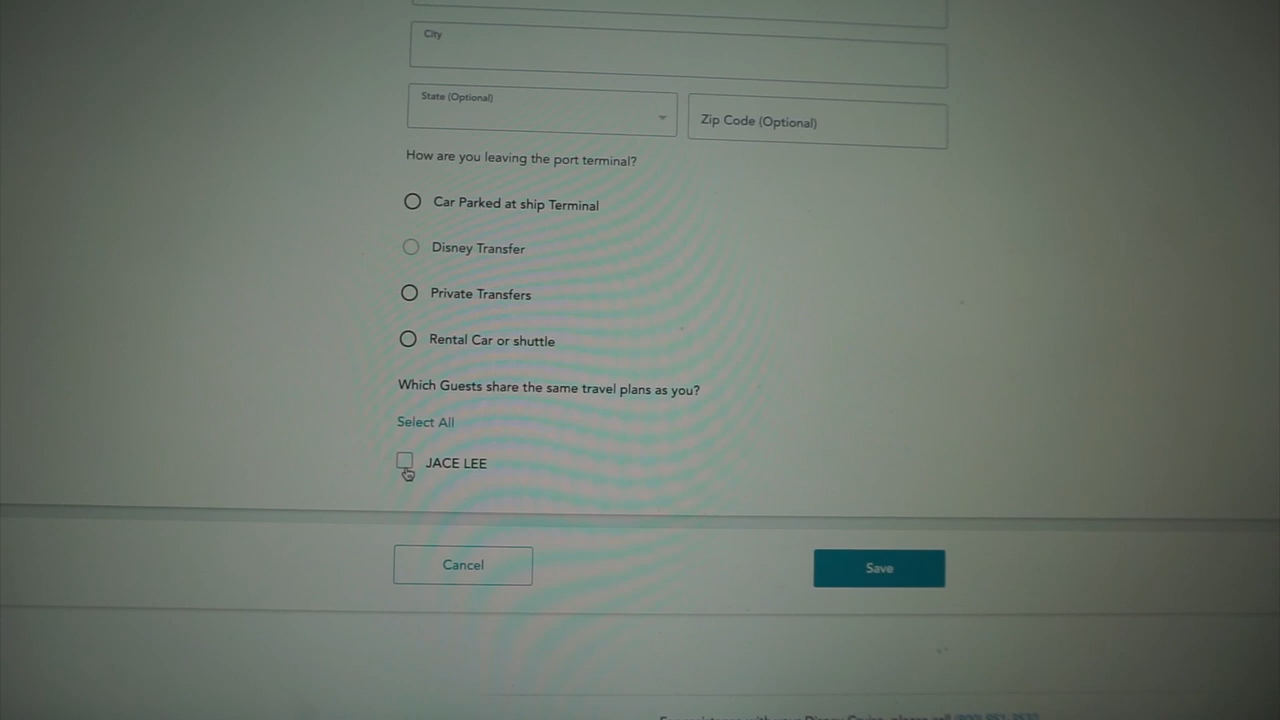 City
State (Optional)
Zip Code (Optional)
How are you leaving the port terminal?
Car Parked at ship Terminal
Disney Transfer
Private Transfers
Rental Car or shuttle
Which Guests share the same travel plans as you?
Select All
JACE LEE
Cancel
Save